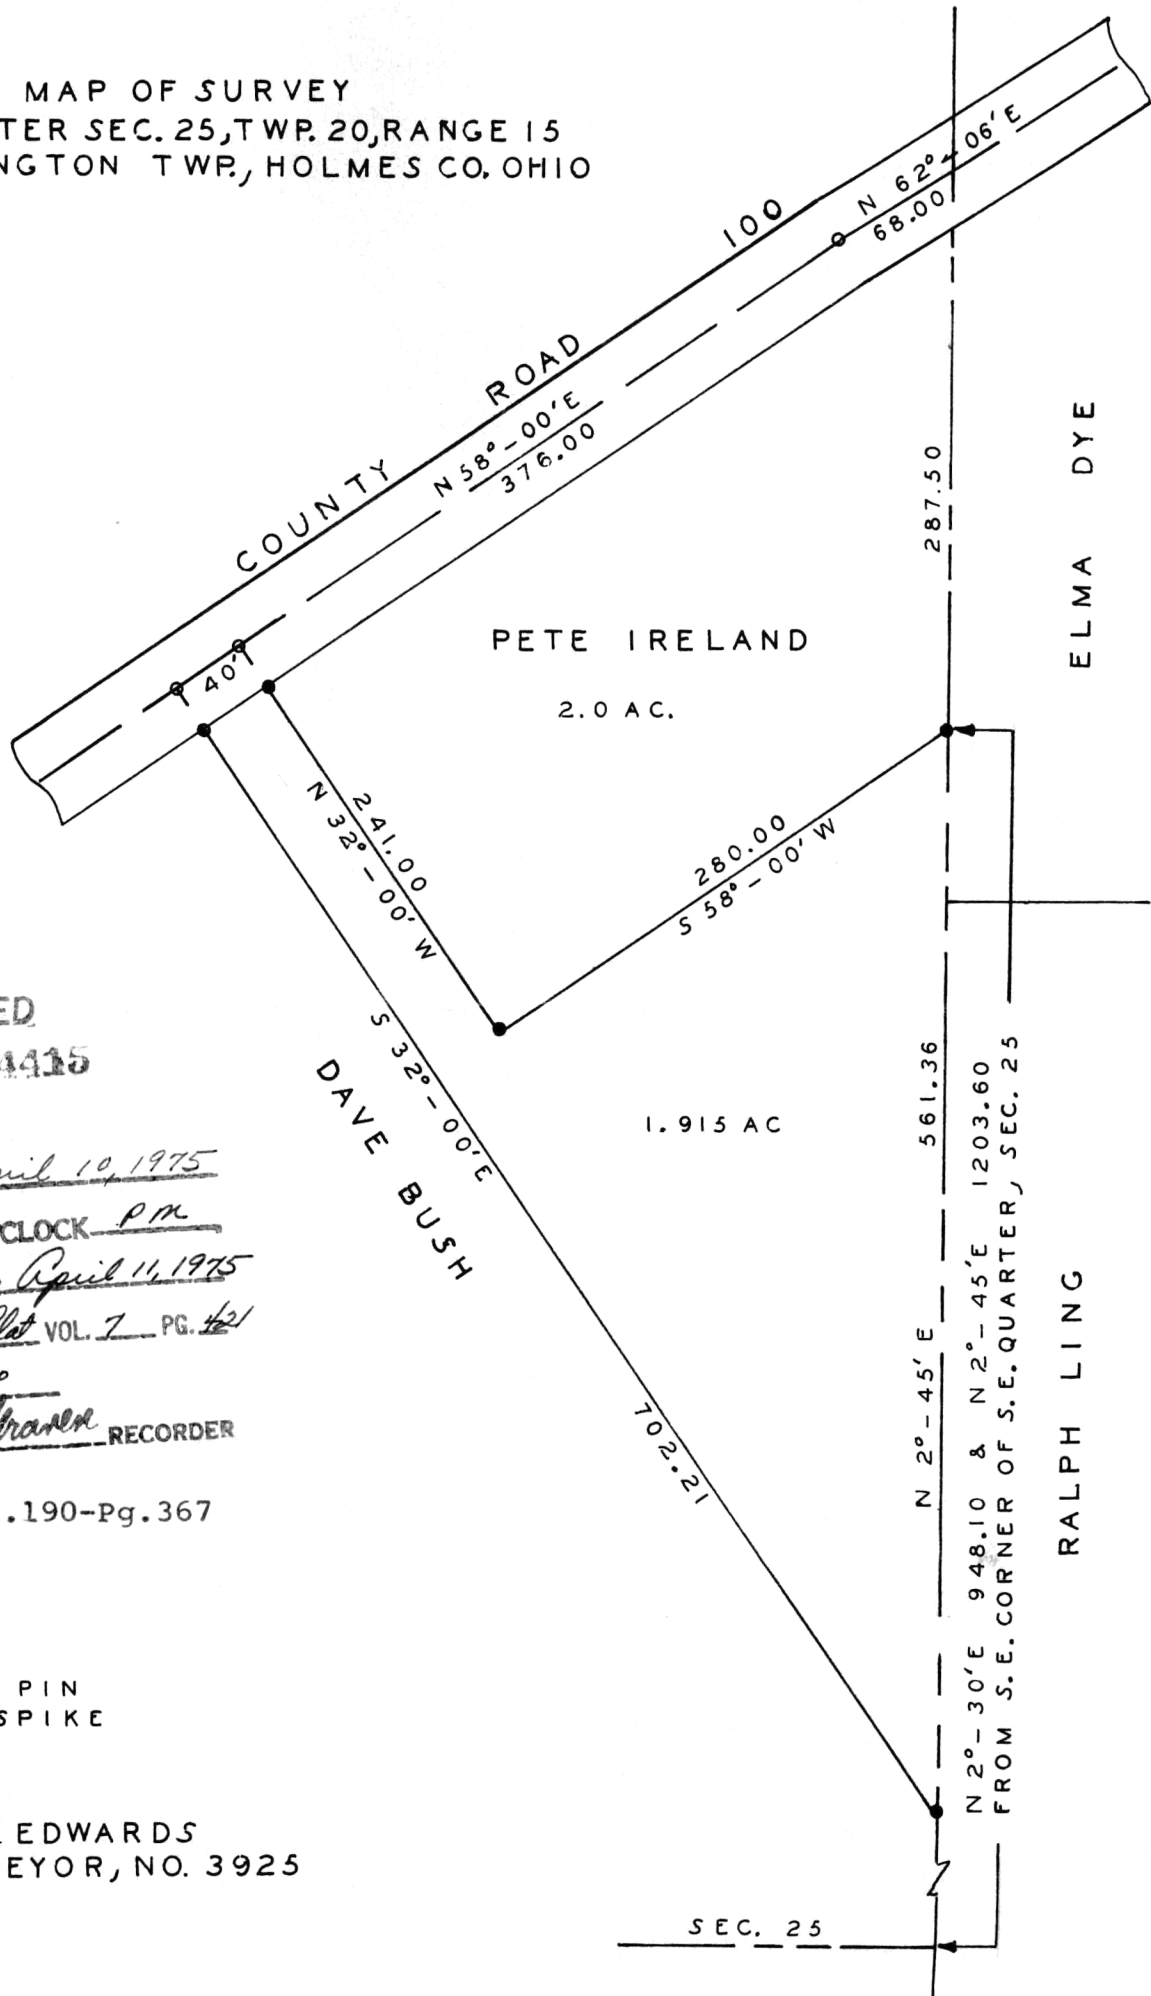 MAP OF SURVEY
TER SEC. 25, TWP. 20, RANGE 15
NGTON TWP., HOLMES CO. OHIO
N 62°-06'E
68.00
COUNTY ROAD 100
N 58°-00'E
376.00
40'
287.50
ELMA DYE
PETE IRELAND
2.0 AC.
241.00
N 32°-00' W
280.00
S 58°-00' W
S 32°-00'E
702.21
DAVE BUSH
1.915 AC
561.36
N 2°-45' E
N 2°-30'E 948.10 & N 2°-45'E 1203.60
FROM S.E. CORNER OF S.E. QUARTER, SEC. 25
RALPH LING
ED
4415
ril 10, 1975
CLOCK PM
April 11, 1975
lat VOL. 7 PG. 421
RECORDER
.190-Pg.367
PIN
SPIKE
EDWARDS
EYOR, NO. 3925
SEC. 25